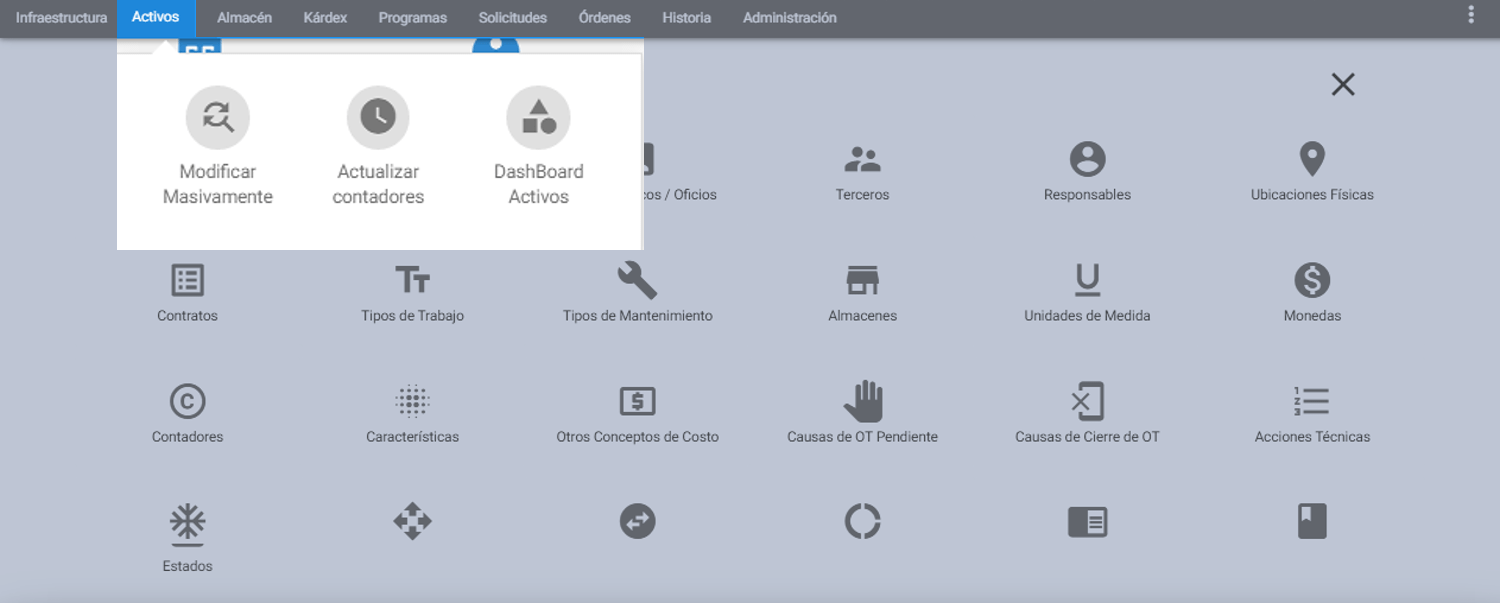 Infraestructura Activos Almacén Kárdex Programas Solicitudes Órdenes Historia Administración
Modificar Masivamente
Actualizar contadores
DashBoard Activos
cos / Oficios Terceros Responsables Ubicaciones Físicas
Contratos Tipos de Trabajo Tipos de Mantenimiento Almacenes Unidades de Medida Monedas
Contadores Características Otros Conceptos de Costo Causas de OT Pendiente Causas de Cierre de OT Acciones Técnicas
Estados